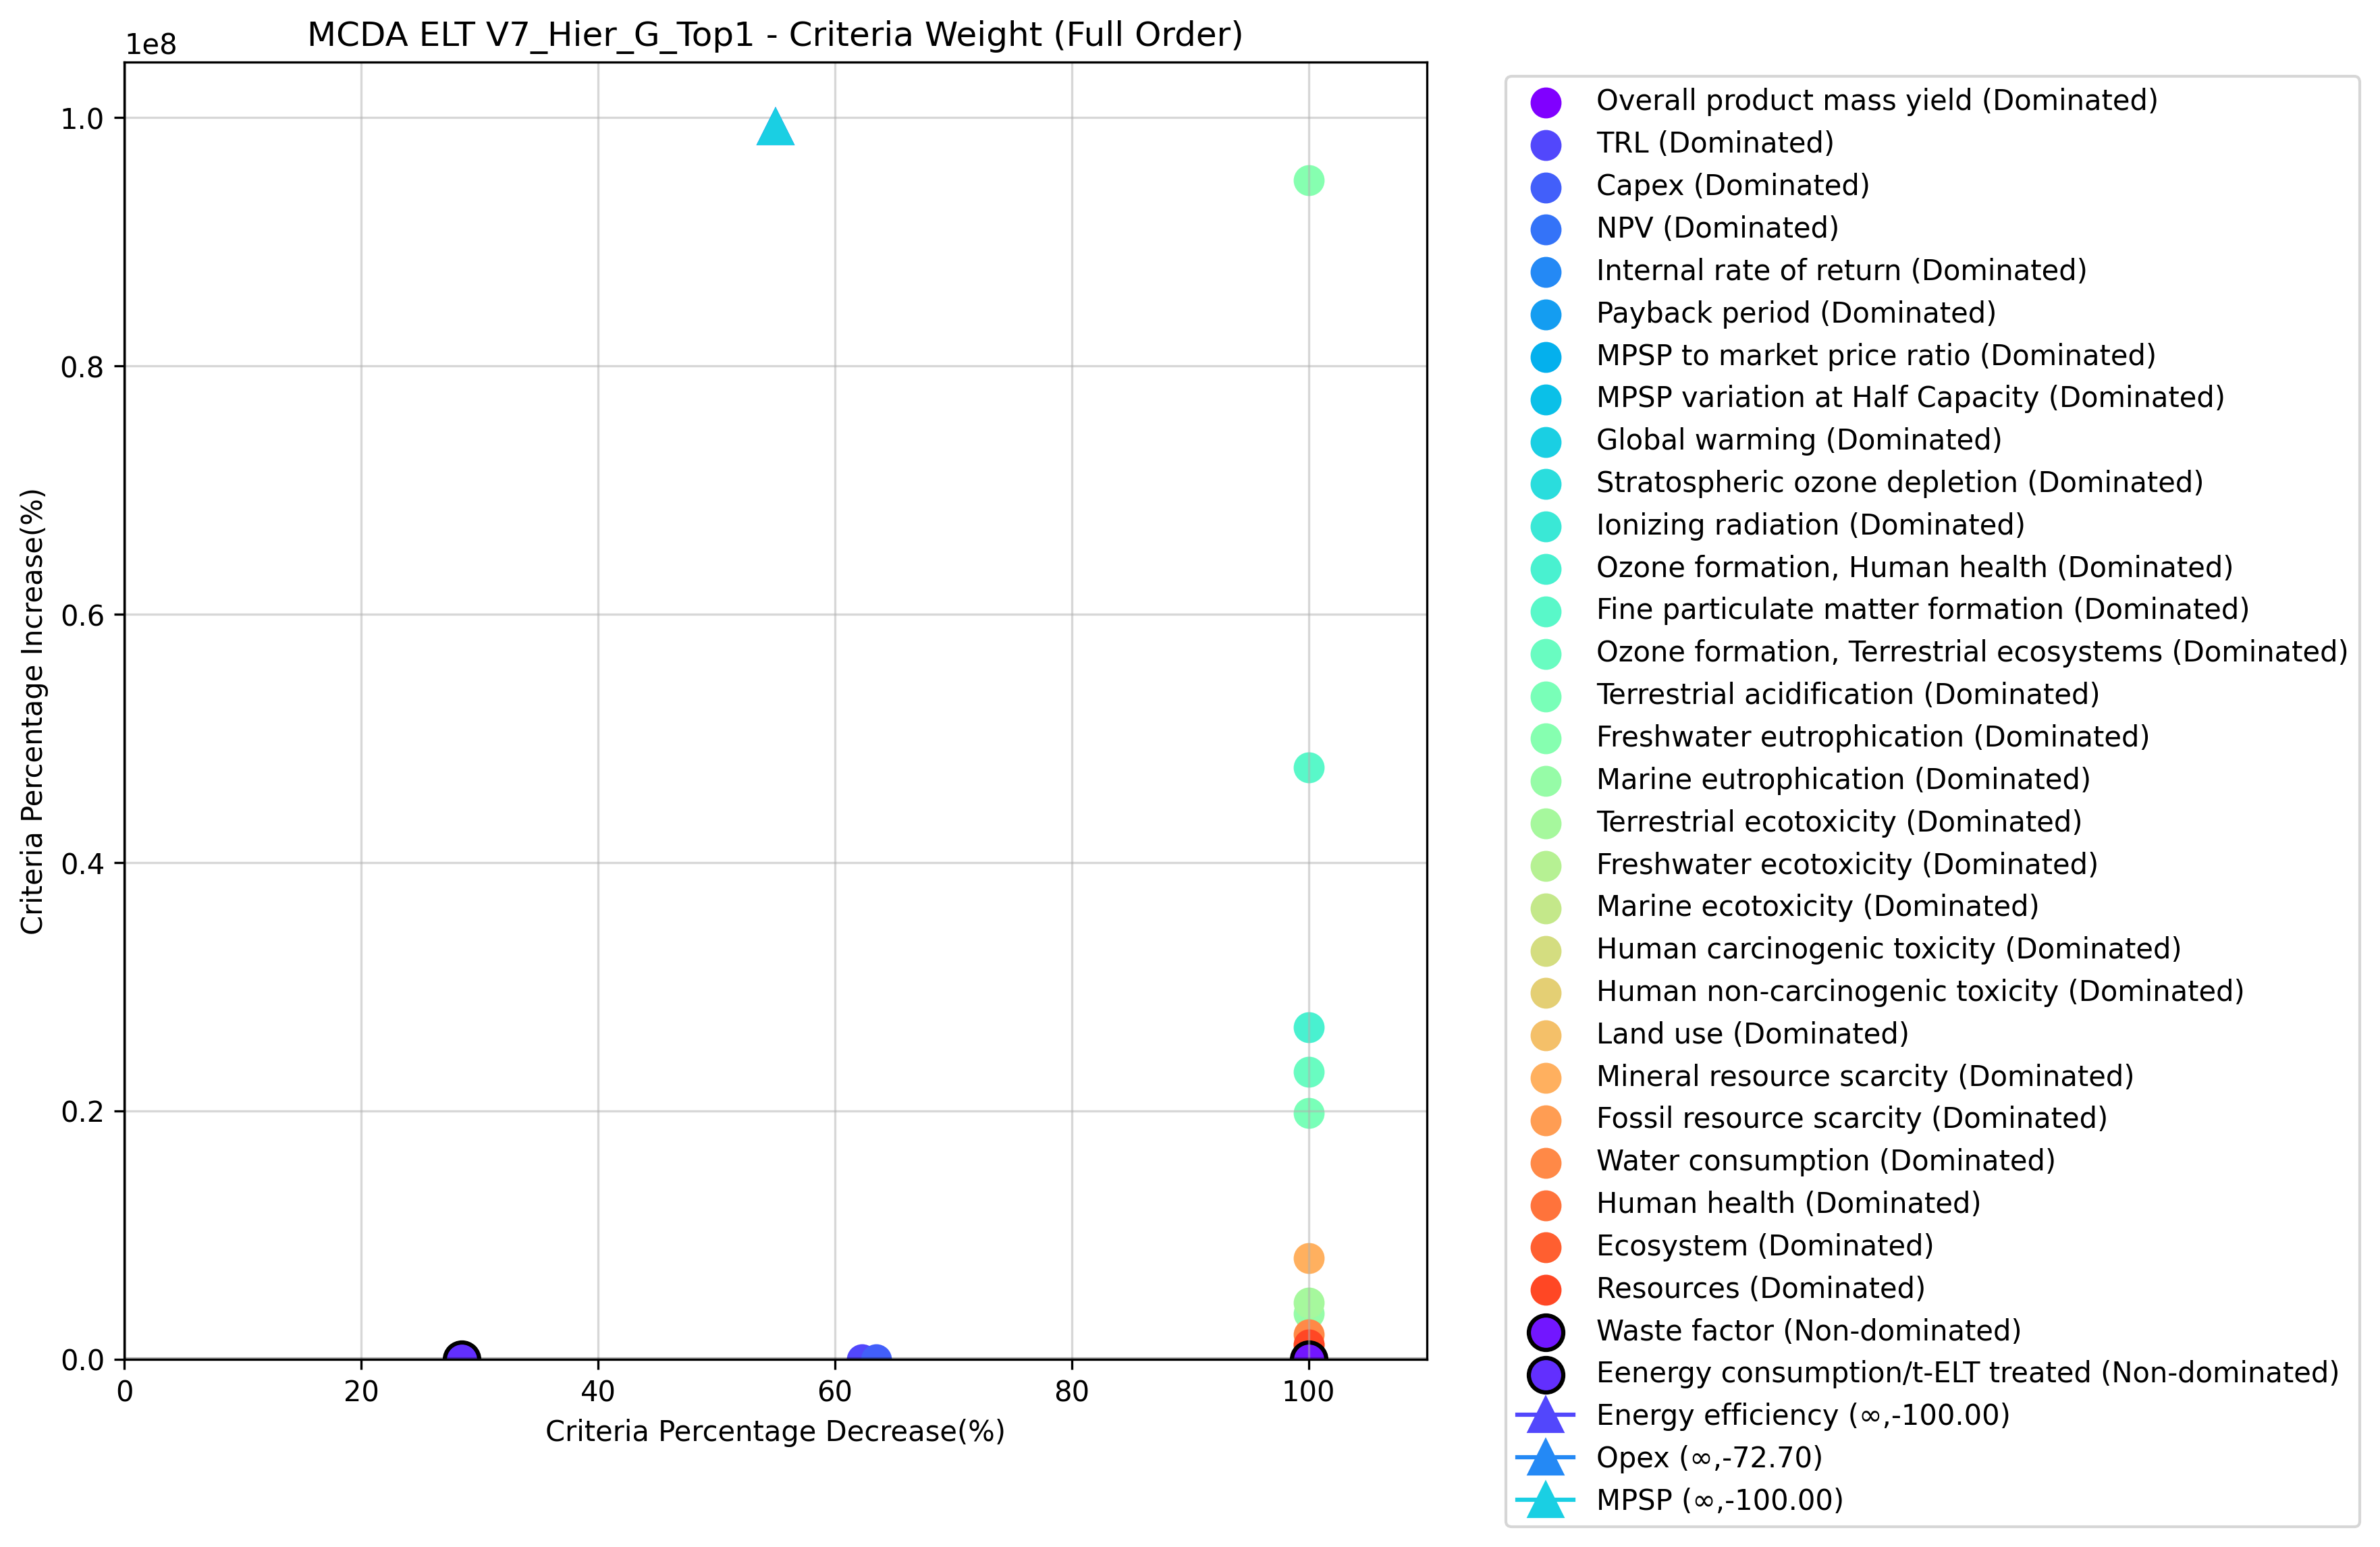 MCDA ELT V7_Hier_G_Top1 - Criteria Weight (Full Order)
1e8
1.0
0.8
0.6
0.4
0.2
0.0
Criteria Percentage Increase(%)
0 20 40 60 80 100
Criteria Percentage Decrease(%)
Overall product mass yield (Dominated)
TRL (Dominated)
Capex (Dominated)
NPV (Dominated)
Internal rate of return (Dominated)
Payback period (Dominated)
MPSP to market price ratio (Dominated)
MPSP variation at Half Capacity (Dominated)
Global warming (Dominated)
Stratospheric ozone depletion (Dominated)
Ionizing radiation (Dominated)
Ozone formation, Human health (Dominated)
Fine particulate matter formation (Dominated)
Ozone formation, Terrestrial ecosystems (Dominated)
Terrestrial acidification (Dominated)
Freshwater eutrophication (Dominated)
Marine eutrophication (Dominated)
Terrestrial ecotoxicity (Dominated)
Freshwater ecotoxicity (Dominated)
Marine ecotoxicity (Dominated)
Human carcinogenic toxicity (Dominated)
Human non-carcinogenic toxicity (Dominated)
Land use (Dominated)
Mineral resource scarcity (Dominated)
Fossil resource scarcity (Dominated)
Water consumption (Dominated)
Human health (Dominated)
Ecosystem (Dominated)
Resources (Dominated)
Waste factor (Non-dominated)
Eenergy consumption/t-ELT treated (Non-dominated)
Energy efficiency (∞,-100.00)
Opex (∞,-72.70)
MPSP (∞,-100.00)